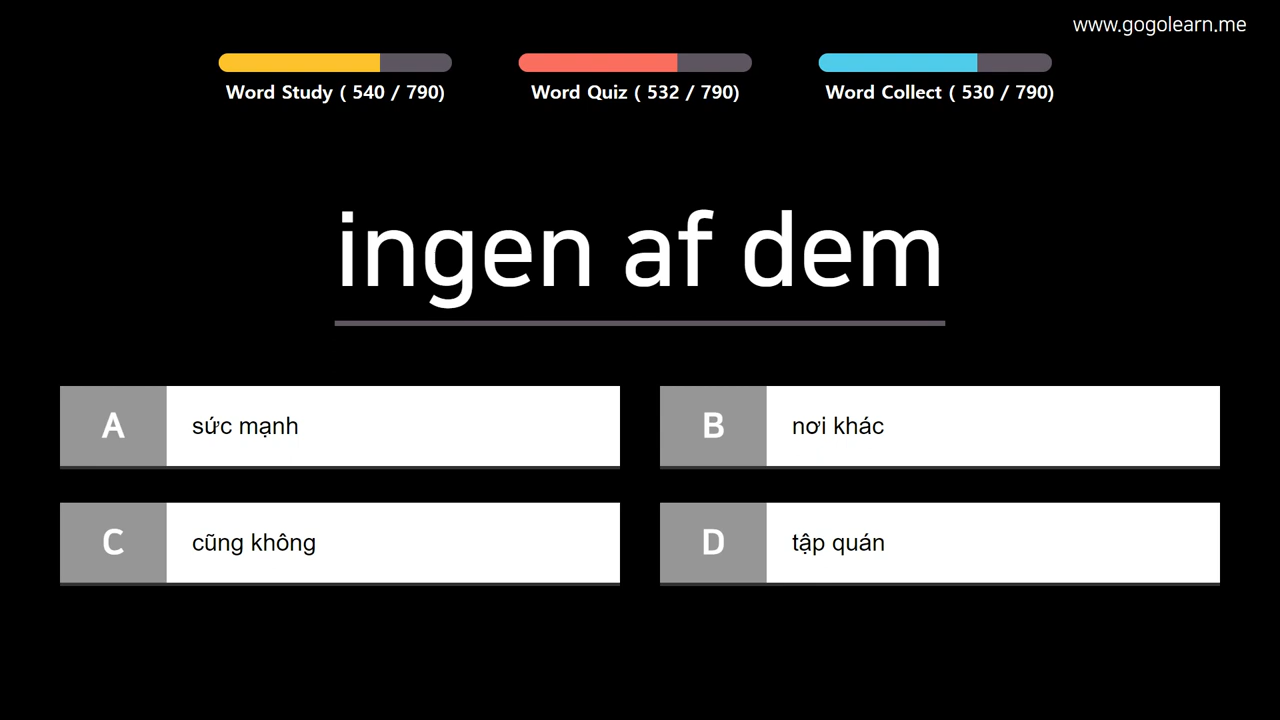 www.gogolearn.me
Word Study ( 540 / 790)
Word Quiz ( 532 / 790)
Word Collect ( 530 / 790)
ingen af dem
A sức mạnh
B nơi khác
C cũng không
D tập quán